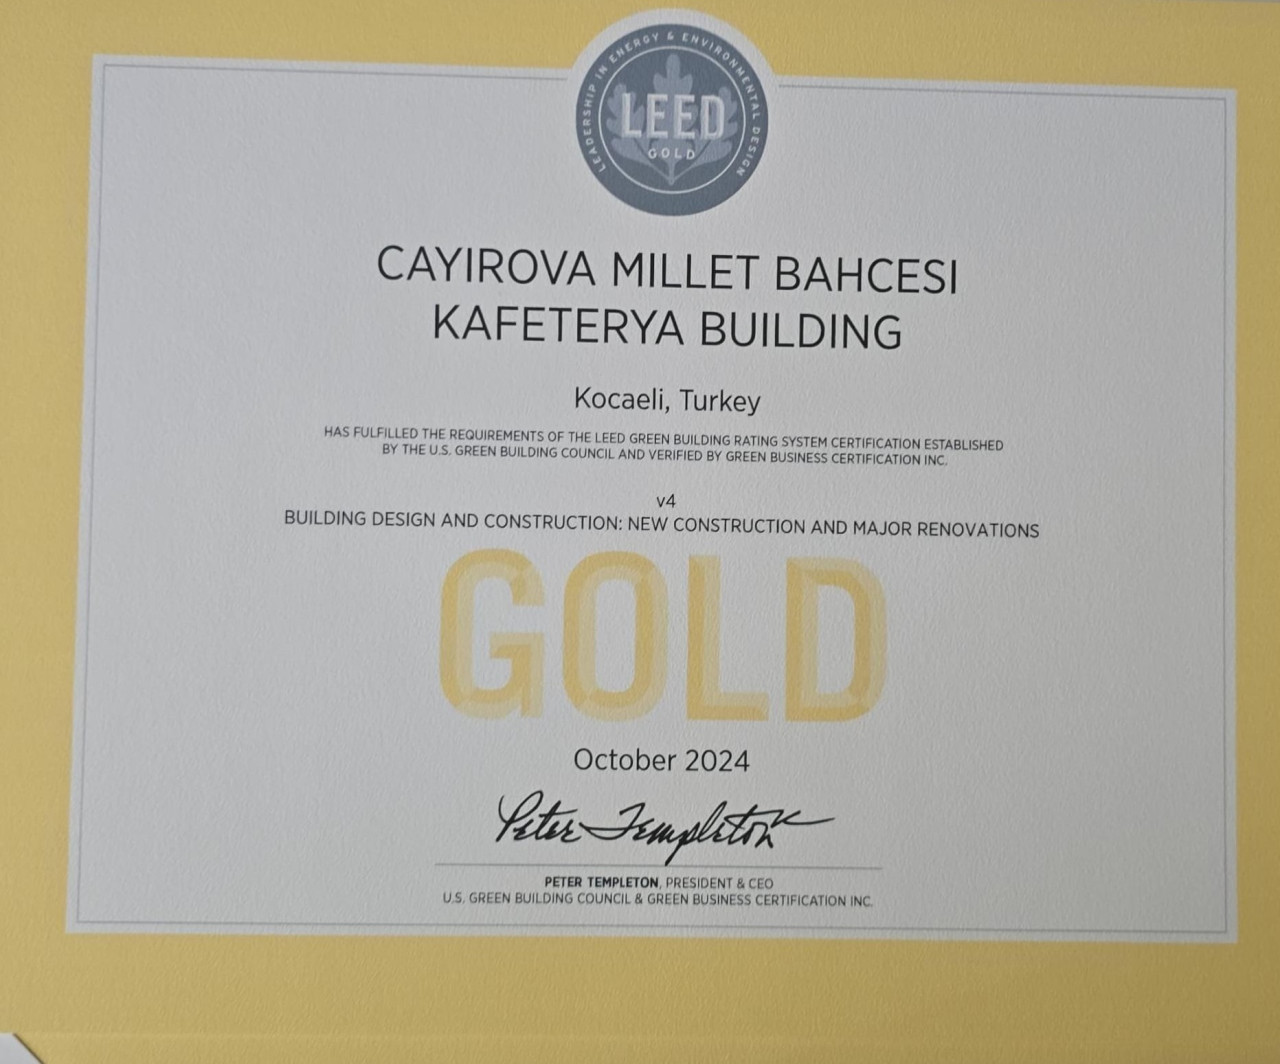 LEADERSHIP IN ENERGY & ENVIRONMENTAL DESIGN
LEED
GOLD
CAYIROVA MILLET BAHCESI
KAFETERYA BUILDING
Kocaeli, Turkey
HAS FULFILLED THE REQUIREMENTS OF THE LEED GREEN BUILDING RATING SYSTEM CERTIFICATION ESTABLISHED
BY THE U.S. GREEN BUILDING COUNCIL AND VERIFIED BY GREEN BUSINESS CERTIFICATION INC.
v4
BUILDING DESIGN AND CONSTRUCTION: NEW CONSTRUCTION AND MAJOR RENOVATIONS
GOLD
October 2024
Peter Templeton
PETER TEMPLETON, PRESIDENT & CEO
U.S. GREEN BUILDING COUNCIL & GREEN BUSINESS CERTIFICATION INC.